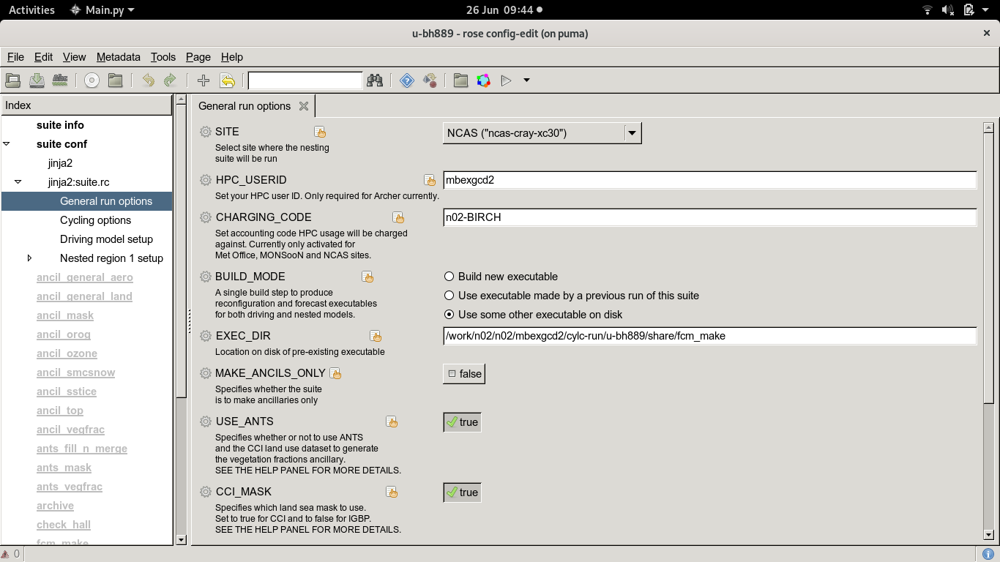 Activities
Main.py
26 Jun 09:44
u-bh889 - rose config-edit (on puma)
File Edit View Metadata Tools Page Help
Index
suite info
suite conf
jinja2
jinja2:suite.rc
General run options
Cycling options
Driving model setup
Nested region 1 setup
ancil_general_aero
ancil_general_land
ancil_mask
ancil_orog
ancil_ozone
ancil_smcsnow
ancil_sstice
ancil_top
ancil_vegfrac
ants_fill_n_merge
ants_mask
ants_vegfrac
archive
check_hall
fcm_make
General run options
SITE
Select site where the nesting
suite will be run
NCAS ("ncas-cray-xc30")
HPC_USERID
Set your HPC user ID. Only required for Archer currently.
mbexgcd2
CHARGING_CODE
Set accounting code HPC usage will be charged
against. Currently only activated for
Met Office, MONSooN and NCAS sites.
n02-BIRCH
BUILD_MODE
A single build step to produce
reconfiguration and forecast executables
for both driving and nested models.
Build new executable
Use executable made by a previous run of this suite
Use some other executable on disk
EXEC_DIR
Location on disk of pre-existing executable
/work/n02/n02/mbexgcd2/cylc-run/u-bh889/share/fcm_make
MAKE_ANCILS_ONLY
Specifies whether the suite
is to make ancillaries only
false
USE_ANTS
Specifies whether or not to use ANTS
and the CCI land use dataset to generate
the vegetation fractions ancillary.
SEE THE HELP PANEL FOR MORE DETAILS.
true
CCI_MASK
Specifies which land sea mask to use.
Set to true for CCI and to false for IGBP.
SEE THE HELP PANEL FOR MORE DETAILS.
true
0